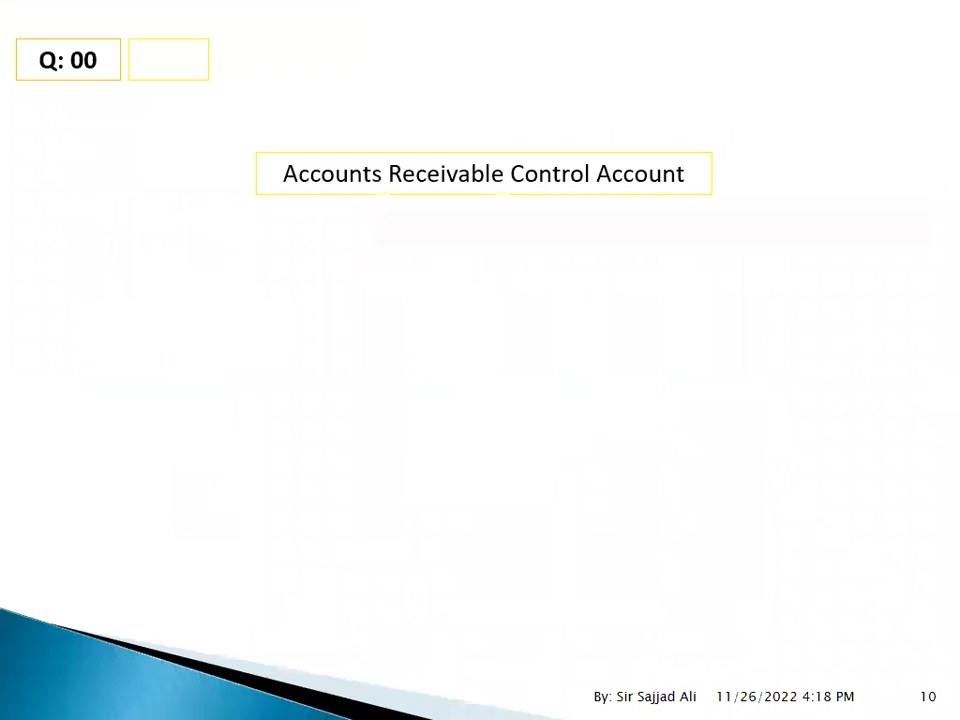 Q: 00
Accounts Receivable Control Account
By: Sir Sajjad Ali 11/26/2022 4:18 PM 10